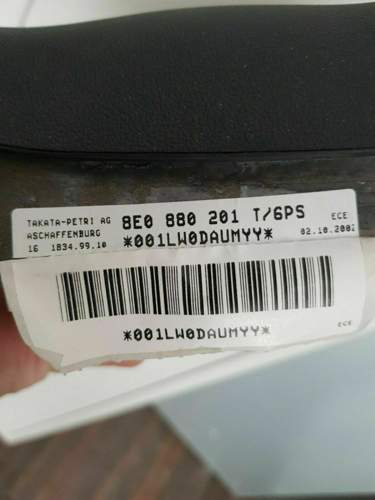 TAKATA-PETRI AG 8E0 880 201 T/6PS ECE
ASCHAFFENBURG *001LW0DAUMYY* 02.10.2002
16 1834.99.10
*001LW0DAUMYY* ECE